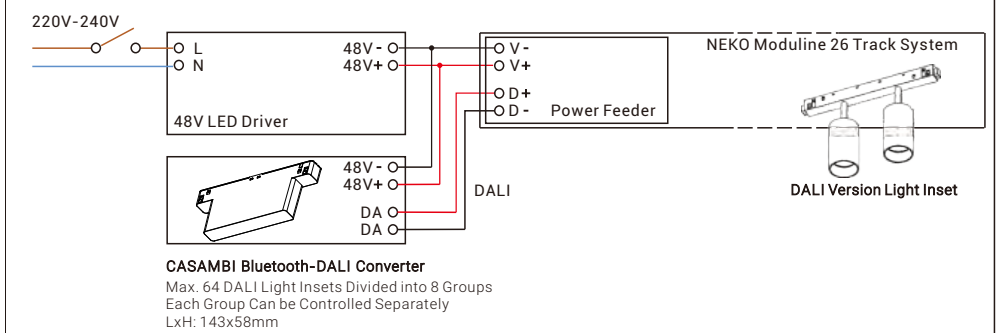 220V-240V
L
N
48V-
48V+
48V LED Driver
V-
V+
D+
D-
Power Feeder
NEKO Moduline 26 Track System
DALI Version Light Inset
48V-
48V+
DA
DA
DALI
CASAMBI Bluetooth-DALI Converter
Max. 64 DALI Light Insets Divided into 8 Groups
Each Group Can be Controlled Separately
LxH: 143x58mm